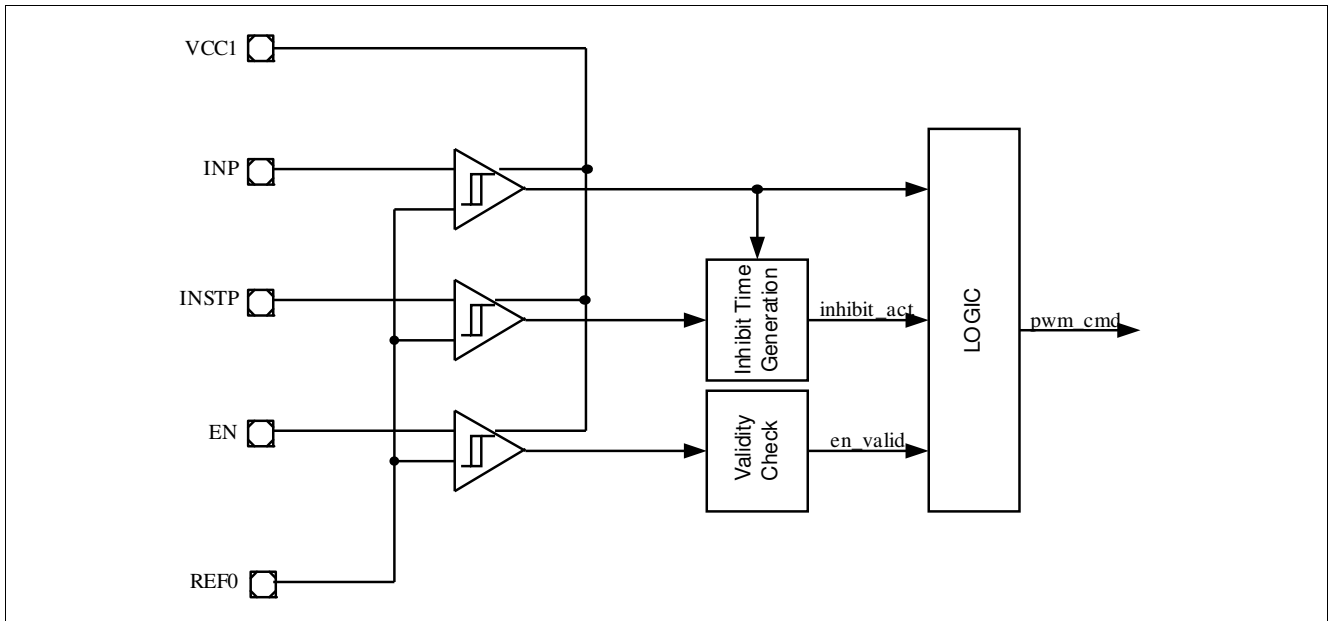 VCC1
INP
INSTP
EN
REF0
Inhibit Time
Generation
inhibit_act
Validity
Check
en_valid
LOGIC
pwm_cmd